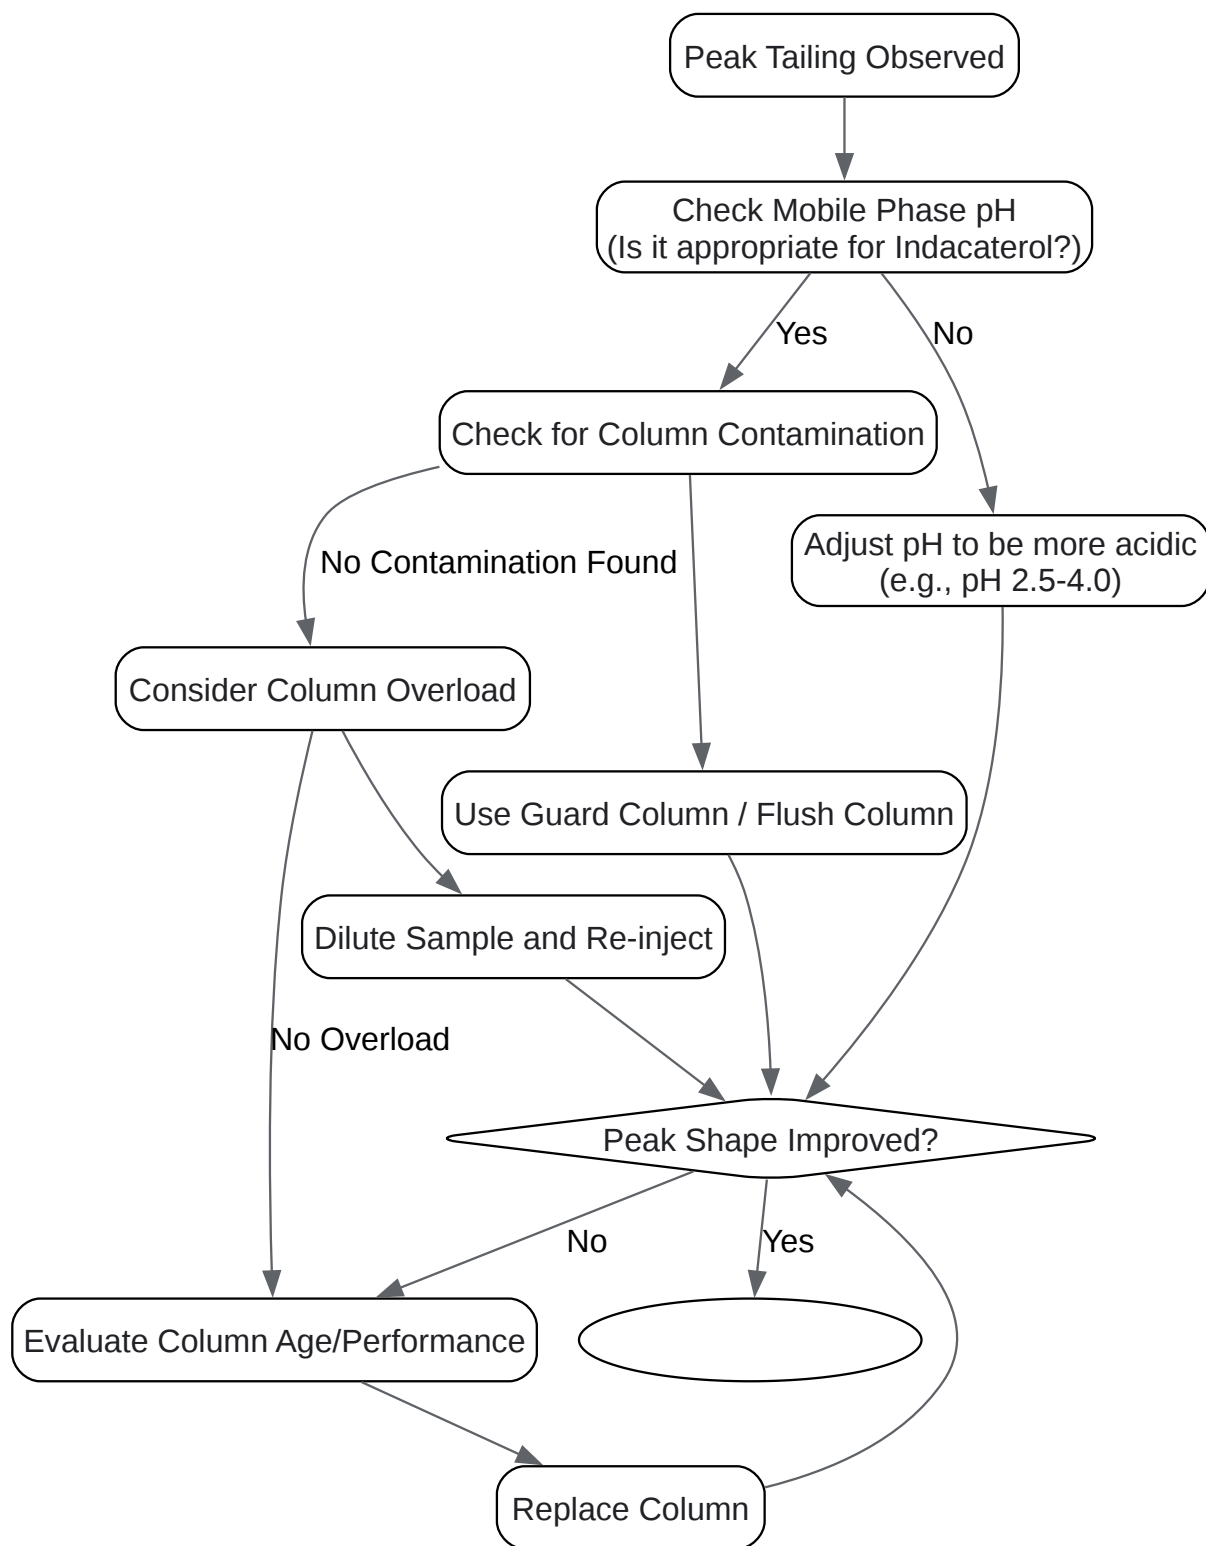 Peak Tailing Observed
Check Mobile Phase pH
(Is it appropriate for Indacaterol?)
Yes
No
Check for Column Contamination
Adjust pH to be more acidic
(e.g., pH 2.5-4.0)
No Contamination Found
Consider Column Overload
Use Guard Column / Flush Column
Dilute Sample and Re-inject
No Overload
Peak Shape Improved?
No
Yes
Evaluate Column Age/Performance
Replace Column